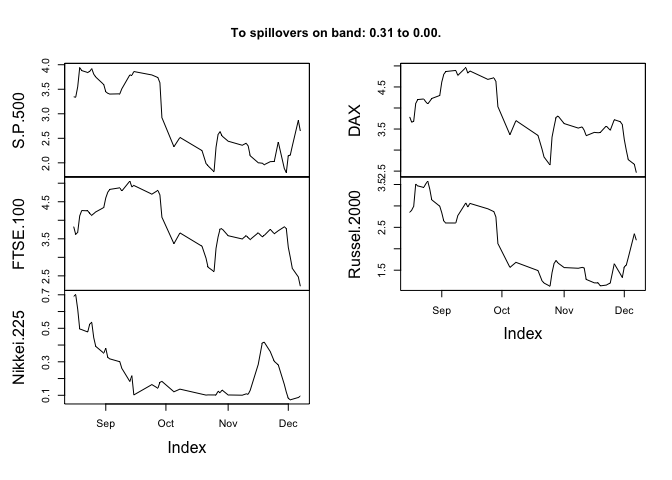 To spillovers on band: 0.31 to 0.00.
S.P.500
2.0 2.5 3.0 3.5 4.0
FTSE.100
2.5 3.5 4.5
Nikkei.225
0.1 0.3 0.5 0.7
Sep Oct Nov Dec
Index
DAX
2.5 3.5 4.5
Russel.2000
1.5 2.5 3.5
Sep Oct Nov Dec
Index